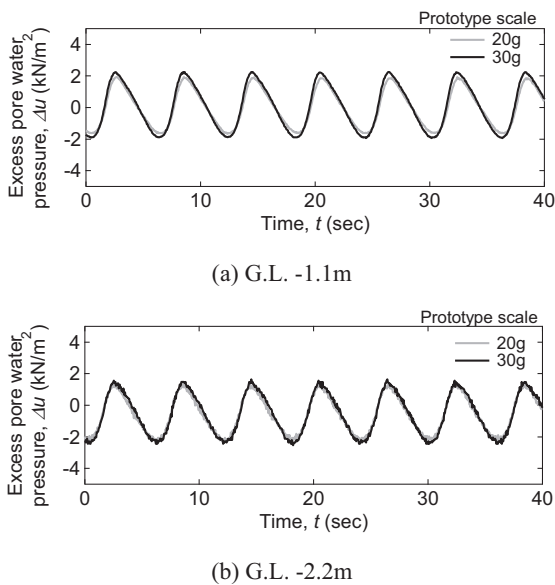 Prototype scale
20g
30g
Excess pore water
pressure, Δu (kN/m²)
4
2
0
-2
-4
0 10 20 30 40
Time, t (sec)
(a) G.L. -1.1m
Prototype scale
20g
30g
Excess pore water
pressure, Δu (kN/m²)
4
2
0
-2
-4
0 10 20 30 40
Time, t (sec)
(b) G.L. -2.2m